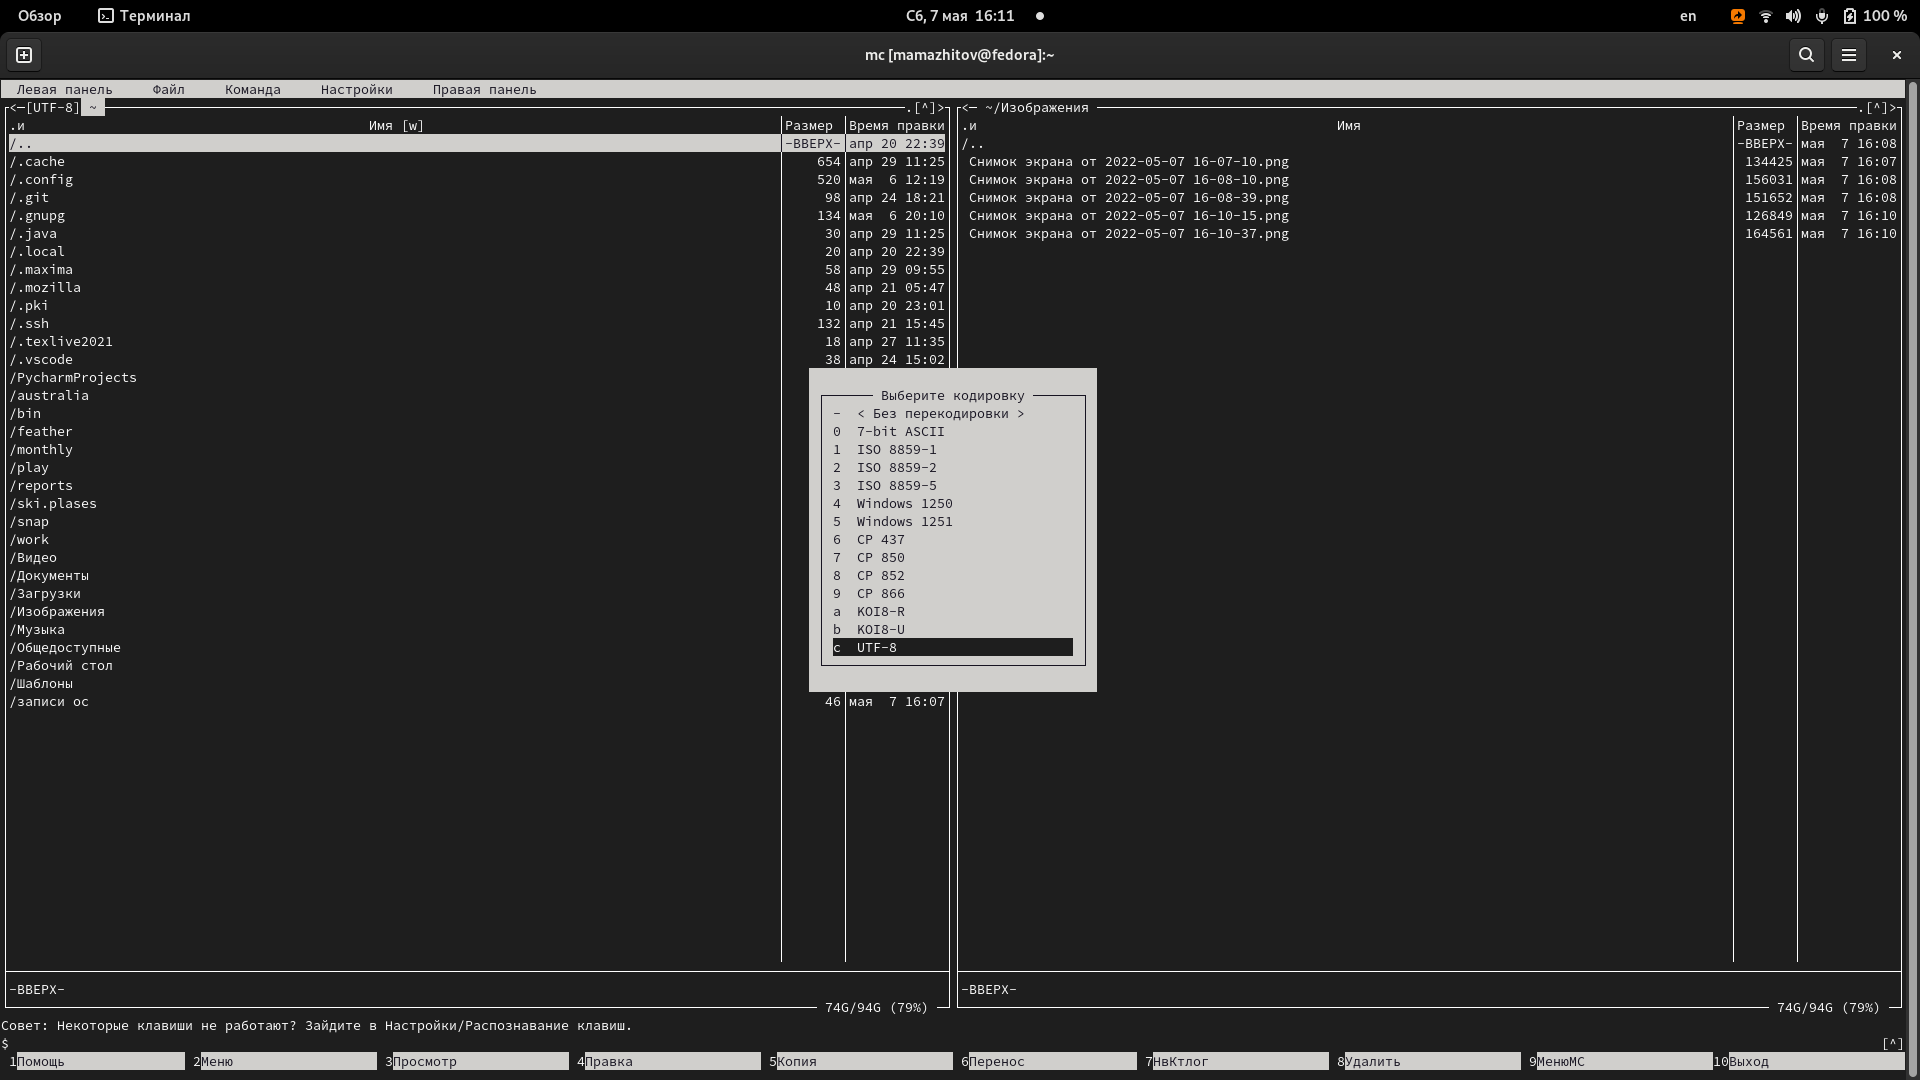 Обзор Терминал Сб, 7 мая 16:11 en 100 %
mc [mamazhitov@fedora]:~
Левая панель Файл Команда Настройки Правая панель
<─[UTF-8] ~ .[^]> <─ ~/Изображения .[^]>
.и Имя [w] Размер Время правки .и Имя Размер Время правки
/.. -ВВЕРХ- апр 20 22:39 /.. -ВВЕРХ- мая 7 16:08
/.cache 654 апр 29 11:25 Снимок экрана от 2022-05-07 16-07-10.png 134425 мая 7 16:07
/.config 520 мая 6 12:19 Снимок экрана от 2022-05-07 16-08-10.png 156031 мая 7 16:08
/.git 98 апр 24 18:21 Снимок экрана от 2022-05-07 16-08-39.png 151652 мая 7 16:08
/.gnupg 134 мая 6 20:10 Снимок экрана от 2022-05-07 16-10-15.png 126849 мая 7 16:10
/.java 30 апр 29 11:25 Снимок экрана от 2022-05-07 16-10-37.png 164561 мая 7 16:10
/.local 20 апр 20 22:39
/.maxima 58 апр 29 09:55
/.mozilla 48 апр 21 05:47
/.pki 10 апр 20 23:01
/.ssh 132 апр 21 15:45
/.texlive2021 18 апр 27 11:35
/.vscode 38 апр 24 15:02
/PycharmProjects
/australia
/bin
/feather
/monthly
/play
/reports
/ski.plases
/snap
/work
/Видео
/Документы
/Загрузки
/Изображения
/Музыка
/Общедоступные
/Рабочий стол
/Шаблоны
/записи ос 46 мая 7 16:07
Выберите кодировку
- < Без перекодировки >
0 7-bit ASCII
1 ISO 8859-1
2 ISO 8859-2
3 ISO 8859-5
4 Windows 1250
5 Windows 1251
6 CP 437
7 CP 850
8 CP 852
9 CP 866
a KOI8-R
b KOI8-U
c UTF-8
-ВВЕРХ- -ВВЕРХ-
74G/94G (79%) 74G/94G (79%)
Совет: Некоторые клавиши не работают? Зайдите в Настройки/Распознавание клавиш.
$ [^]
1Помощь 2Меню 3Просмотр 4Правка 5Копия 6Перенос 7НвКтлог 8Удалить 9МенюМС 10Выход